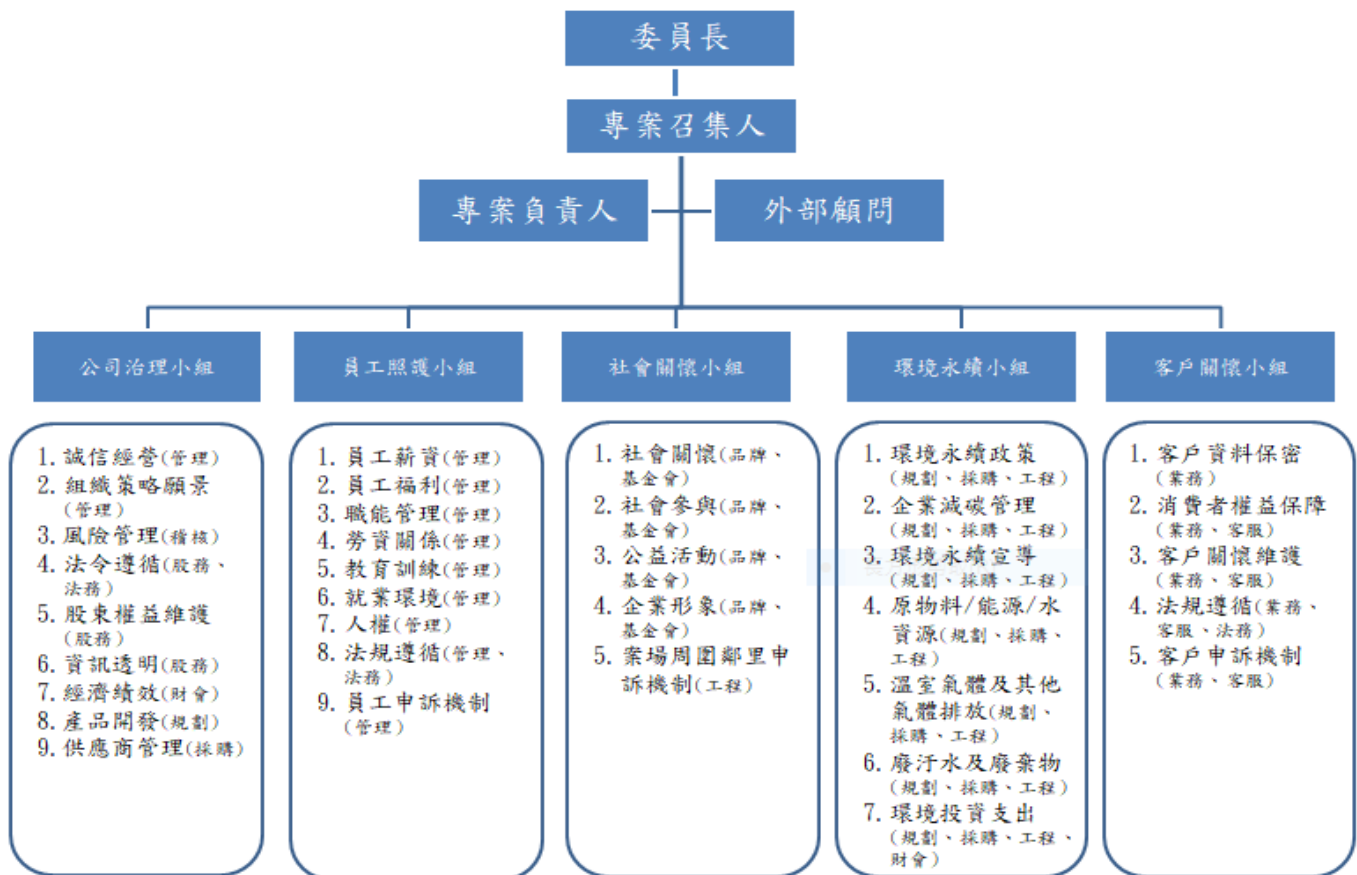 委員長
專案召集人
專案負責人
外部顧問
公司治理小組
1. 誠信經營(管理)
2. 組織策略願景
(管理)
3. 風險管理(稽核)
4. 法令遵循(股務、
法務)
5. 股東權益維護
(股務)
6. 資訊透明(股務)
7. 經濟績效(財會)
8. 產品開發(規劃)
9. 供應商管理(採購)
員工照護小組
1. 員工薪資(管理)
2. 員工福利(管理)
3. 職能管理(管理)
4. 勞資關係(管理)
5. 教育訓練(管理)
6. 就業環境(管理)
7. 人權(管理)
8. 法規遵循(管理、
法務)
9. 員工申訴機制
(管理)
社會關懷小組
1. 社會關懷(品牌、
基金會)
2. 社會參與(品牌、
基金會)
3. 公益活動(品牌、
基金會)
4. 企業形象(品牌、
基金會)
5. 案場周圍鄰里申
訴機制(工程)
環境永續小組
1. 環境永續政策
(規劃、採購、工程)
2. 企業減碳管理
(規劃、採購、工程)
3. 環境永續宣導
(規劃、採購、工程)
4. 原物料/能源/水
資源(規劃、採購、
工程)
5. 溫室氣體及其他
氣體排放(規劃、
採購、工程)
6. 廢汙水及廢棄物
(規劃、採購、工程)
7. 環境投資支出
(規劃、採購、工程、
財會)
客戶關懷小組
1. 客戶資料保密
(業務)
2. 消費者權益保障
(業務、客服)
3. 客戶關懷維護
(業務、客服)
4. 法規遵循(業務、
客服、法務)
5. 客戶申訴機制
(業務、客服)